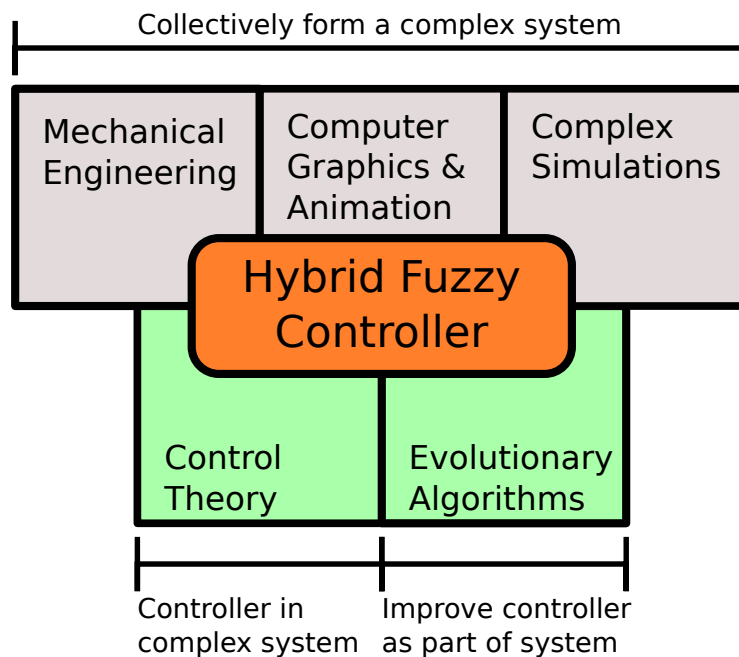 Collectively form a complex system
Mechanical
Engineering
Computer
Graphics &
Animation
Complex
Simulations
Hybrid Fuzzy
Controller
Control
Theory
Evolutionary
Algorithms
Controller in
complex system
Improve controller
as part of system